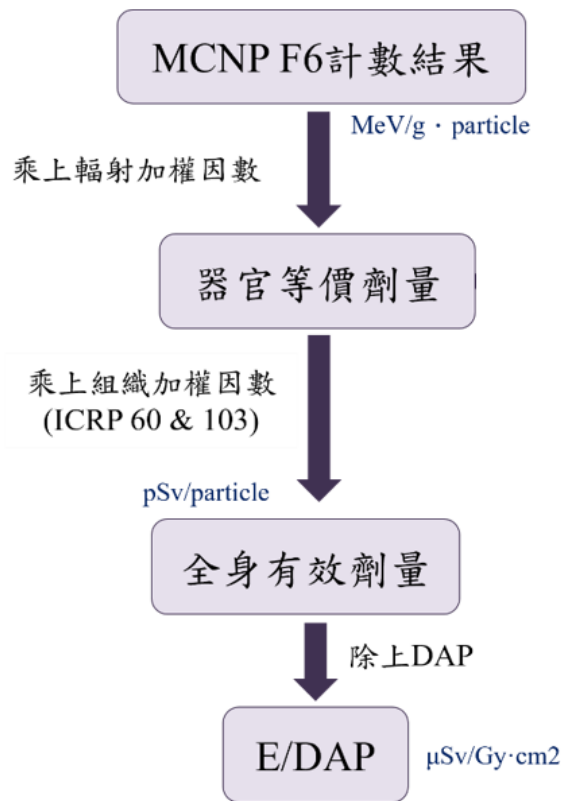 MCNP F6計數結果
MeV/g · particle
乘上輻射加權因數
器官等價劑量
乘上組織加權因數
(ICRP 60 & 103)
pSv/particle
全身有效劑量
除上DAP
E/DAP
μSv/Gy·cm2